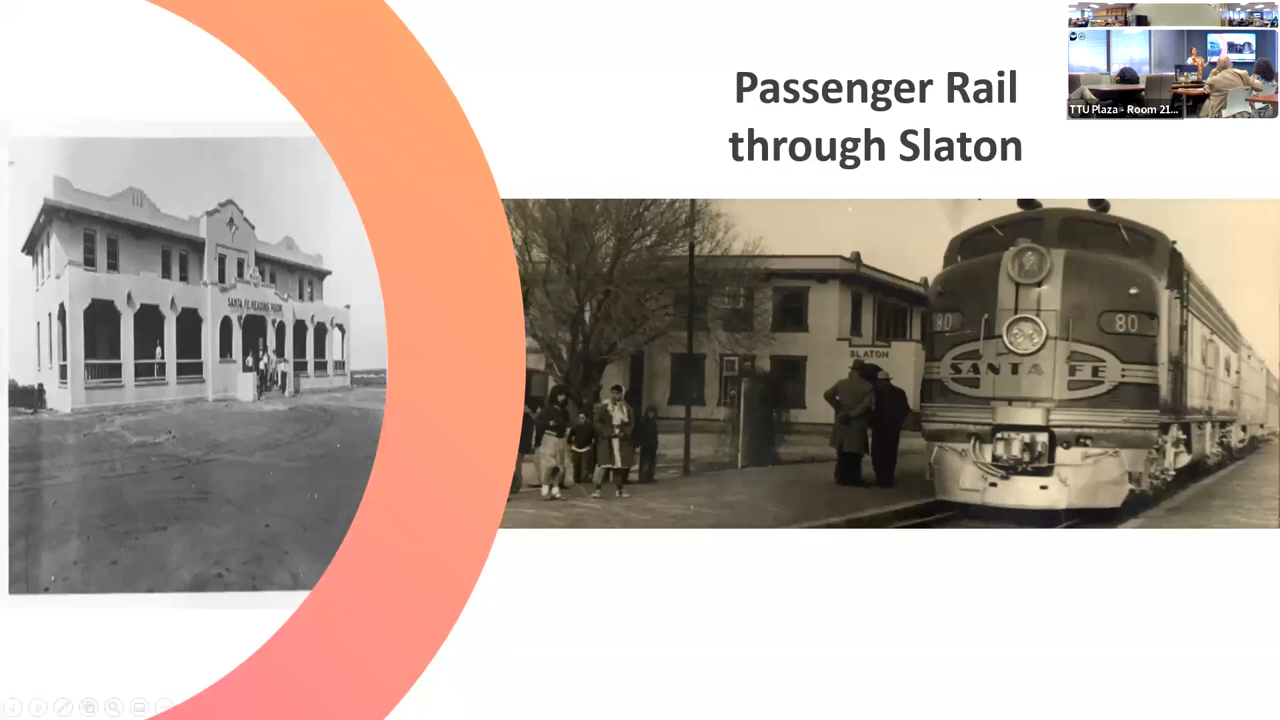 Passenger Rail
through Slaton
TTU Plaza - Room 21...
SANTA FE READING ROOM
SLATON
80
80
SANTA FE